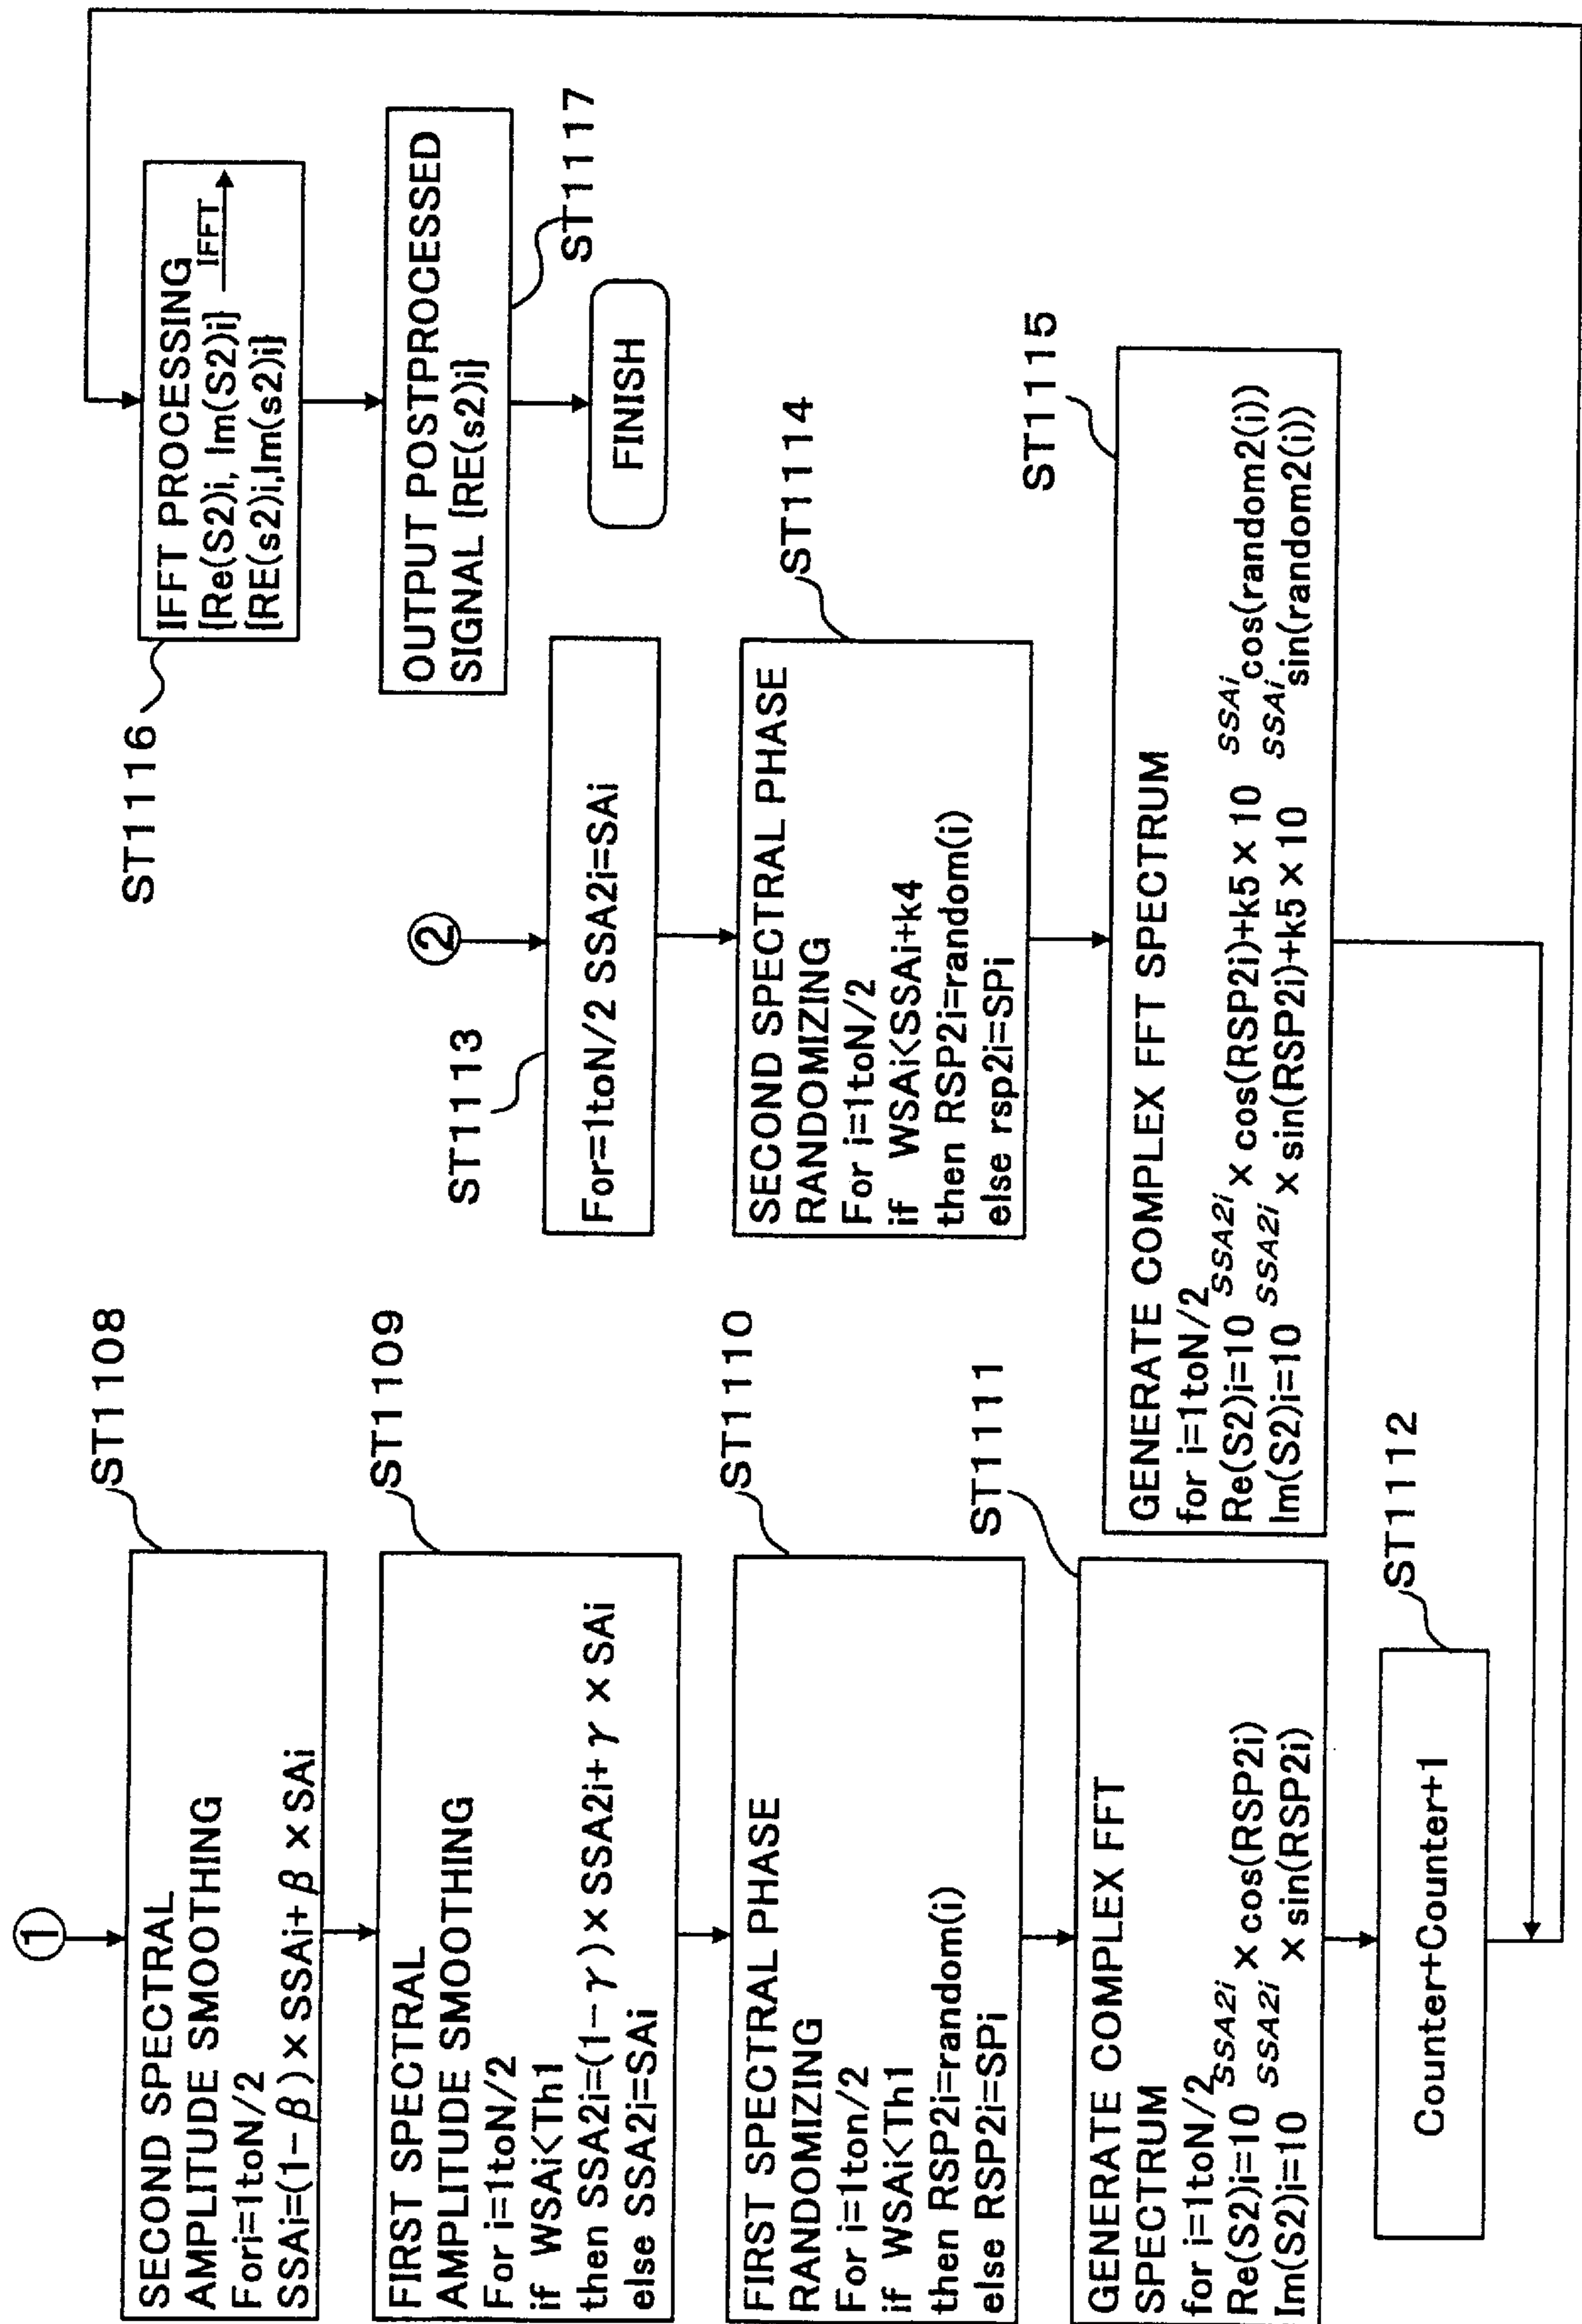 ①
ST1108
SECOND SPECTRAL
AMPLITUDE SMOOTHING
Fori=1toN/2
SSAi=(1-β)×SSAi+β×SAi
ST1109
FIRST SPECTRAL
AMPLITUDE SMOOTHING
For i=1toN/2
if WSAi<Th1
then SSA2i=(1-γ)×SSA2i+γ×SAi
else SSA2i=SAi
ST1110
FIRST SPECTRAL PHASE
RANDOMIZING
For i=1ton/2
if WSAi<Th1
then RSP2i=random(i)
else RSP2i=SPi
ST1111
GENERATE COMPLEX FFT
SPECTRUM
for i=1toN/2
Re(S2)i=10 SSA2i × cos(RSP2i)
Im(S2)i=10 SSA2i × sin(RSP2i)
ST1112
Counter+Counter+1
②
ST1113
For=1toN/2 SSA2i=SAi
ST1114
SECOND SPECTRAL PHASE
RANDOMIZING
For i=1toN/2
if WSAi<SSAi+k4
then RSP2i=random(i)
else rsp2i=SPi
ST1115
GENERATE COMPLEX FFT SPECTRUM
for i=1toN/2
Re(S2)i=10 SSA2i × cos(RSP2i)+k5×10 SSAi cos(random2(i))
Im(S2)i=10 SSA2i × sin(RSP2i)+k5×10 SSAi sin(random2(i))
ST1116
IFFT PROCESSING
{Re(S2)i, Im(S2)i} IFFT
{RE(s2)i,Im(s2)i}
ST1117
OUTPUT POSTPROCESSED
SIGNAL {RE(s2)i}
FINISH